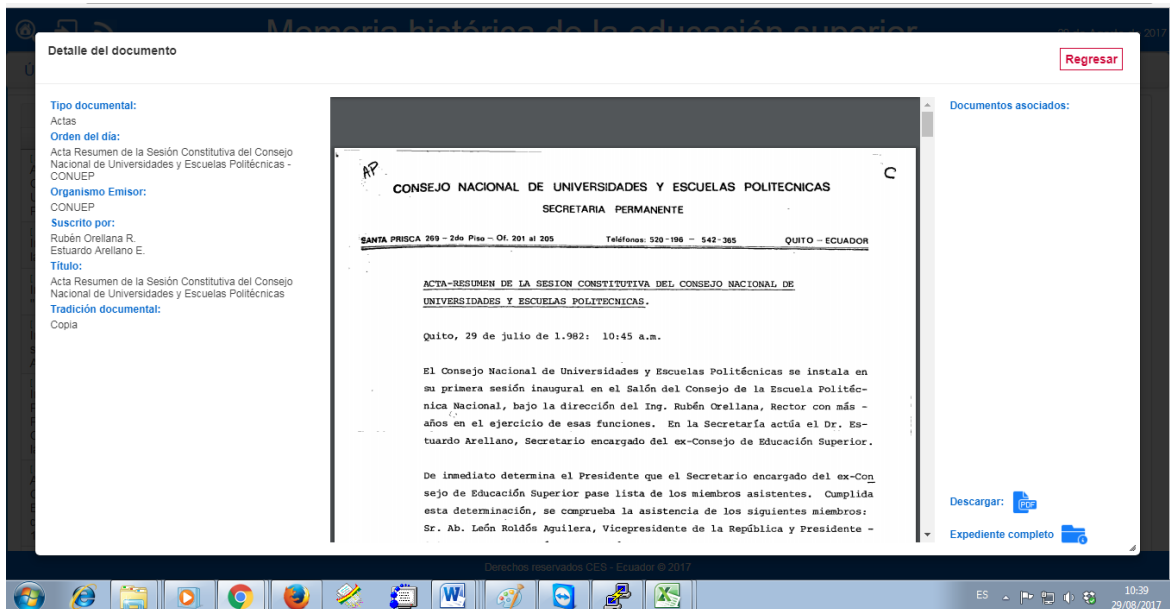 Memoria histórica de la educación superior
2017
Detalle del documento
Regresar
Tipo documental:
Actas
Orden del día:
Acta Resumen de la Sesión Constitutiva del Consejo
Nacional de Universidades y Escuelas Politécnicas -
CONUEP
Organismo Emisor:
CONUEP
Suscrito por:
Rubén Orellana R.
Estuardo Arellano E.
Título:
Acta Resumen de la Sesión Constitutiva del Consejo
Nacional de Universidades y Escuelas Politécnicas
Tradición documental:
Copia
AP
C
CONSEJO NACIONAL DE UNIVERSIDADES Y ESCUELAS POLITECNICAS
SECRETARIA PERMANENTE
SANTA PRISCA 269 - 2do Piso - Of. 201 al 205 Teléfonos: 520-196 - 542-365 QUITO - ECUADOR
ACTA-RESUMEN DE LA SESION CONSTITUTIVA DEL CONSEJO NACIONAL DE
UNIVERSIDADES Y ESCUELAS POLITECNICAS.
Quito, 29 de julio de 1.982: 10:45 a.m.
El Consejo Nacional de Universidades y Escuelas Politécnicas se instala en
su primera sesión inaugural en el Salón del Consejo de la Escuela Politéc-
nica Nacional, bajo la dirección del Ing. Rubén Orellana, Rector con más -
años en el ejercicio de esas funciones. En la Secretaría actúa el Dr. Es-
tuardo Arellano, Secretario encargado del ex-Consejo de Educación Superior.
De inmediato determina el Presidente que el Secretario encargado del ex-Con
sejo de Educación Superior pase lista de los miembros asistentes. Cumplida
esta determinación, se comprueba la asistencia de los siguientes miembros:
Sr. Ab. León Roldós Aguilera, Vicepresidente de la República y Presidente -
Documentos asociados:
Descargar:
PDF
Expediente completo
Derechos reservados CES - Ecuador © 2017
ES
10:39
29/08/2017